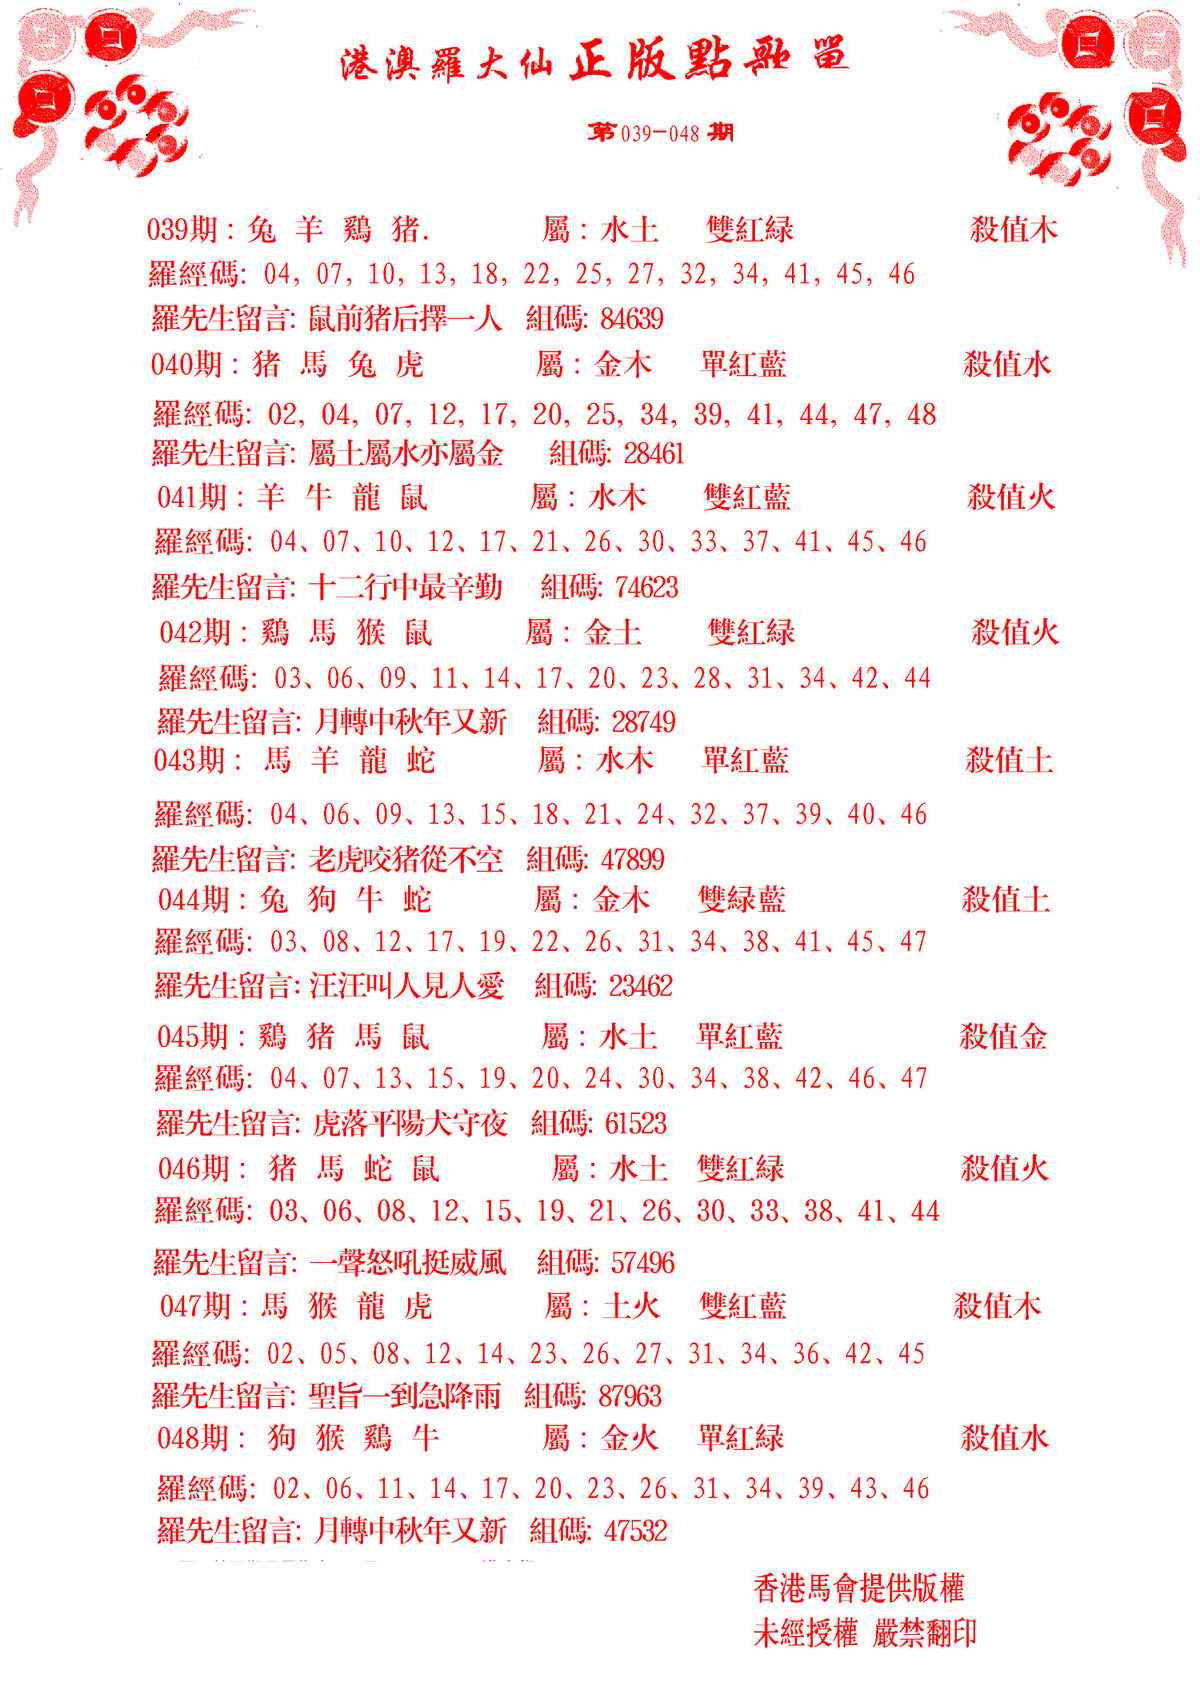 港澳羅大仙正版點歌單
第039-048期
039期：兔 羊 鷄 猪. 屬：水土 雙紅緑 殺值木
羅經碼: 04, 07, 10, 13, 18, 22, 25, 27, 32, 34, 41, 45, 46
羅先生留言: 鼠前猪后擇一人 組碼: 84639
040期：猪 馬 兔 虎 屬：金木 單紅藍 殺值水
羅經碼: 02, 04, 07, 12, 17, 20, 25, 34, 39, 41, 44, 47, 48
羅先生留言: 屬土屬水亦屬金 組碼: 28461
041期：羊 牛 龍 鼠 屬：水木 雙紅藍 殺值火
羅經碼: 04、07、10、12、17、21、26、30、33、37、41、45、46
羅先生留言: 十二行中最辛勤 組碼: 74623
042期：鷄 馬 猴 鼠 屬：金土 雙紅緑 殺值火
羅經碼: 03、06、09、11、14、17、20、23、28、31、34、42、44
羅先生留言: 月轉中秋年又新 組碼: 28749
043期：馬 羊 龍 蛇 屬：水木 單紅藍 殺值土
羅經碼: 04、06、09、13、15、18、21、24、32、37、39、40、46
羅先生留言: 老虎咬猪從不空 組碼: 47899
044期：兔 狗 牛 蛇 屬：金木 雙緑藍 殺值土
羅經碼: 03、08、12、17、19、22、26、31、34、38、41、45、47
羅先生留言: 汪汪叫人見人愛 組碼: 23462
045期：鷄 猪 馬 鼠 屬：水土 單紅藍 殺值金
羅經碼: 04、07、13、15、19、20、24、30、34、38、42、46、47
羅先生留言: 虎落平陽犬守夜 組碼: 61523
046期：猪 馬 蛇 鼠 屬：水土 雙紅緑 殺值火
羅經碼: 03、06、08、12、15、19、21、26、30、33、38、41、44
羅先生留言: 一聲怒吼挺威風 組碼: 57496
047期：馬 猴 龍 虎 屬：土火 雙紅藍 殺值木
羅經碼: 02、05、08、12、14、23、26、27、31、34、36、42、45
羅先生留言: 聖旨一到急降雨 組碼: 87963
048期：狗 猴 鷄 牛 屬：金火 單紅緑 殺值水
羅經碼: 02、06、11、14、17、20、23、26、31、34、39、43、46
羅先生留言: 月轉中秋年又新 組碼: 47532
香港馬會提供版權
未經授權 嚴禁翻印